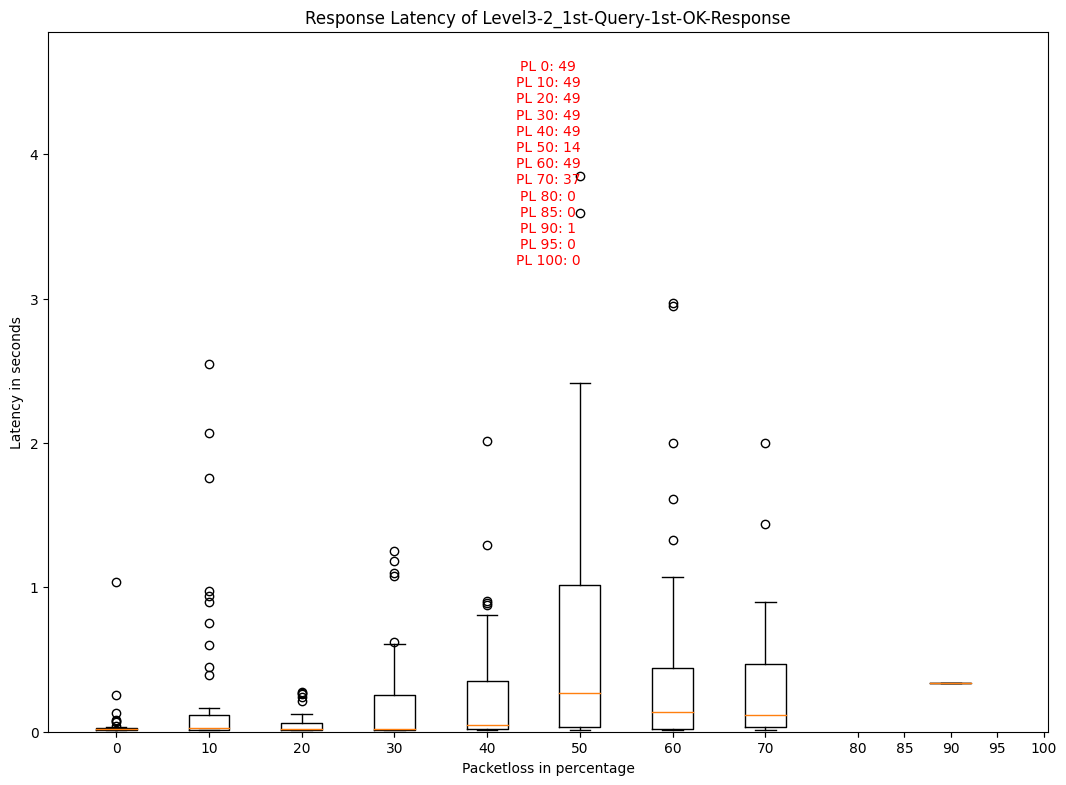 Response Latency of Level3-2_1st-Query-1st-OK-Response
PL 0: 49
PL 10: 49
PL 20: 49
PL 30: 49
PL 40: 49
PL 50: 14
PL 60: 49
PL 70: 37
PL 80: 0
PL 85: 0
PL 90: 1
PL 95: 0
PL 100: 0
4
3
2
1
0
Latency in seconds
0 10 20 30 40 50 60 70 80 85 90 95 100
Packetloss in percentage